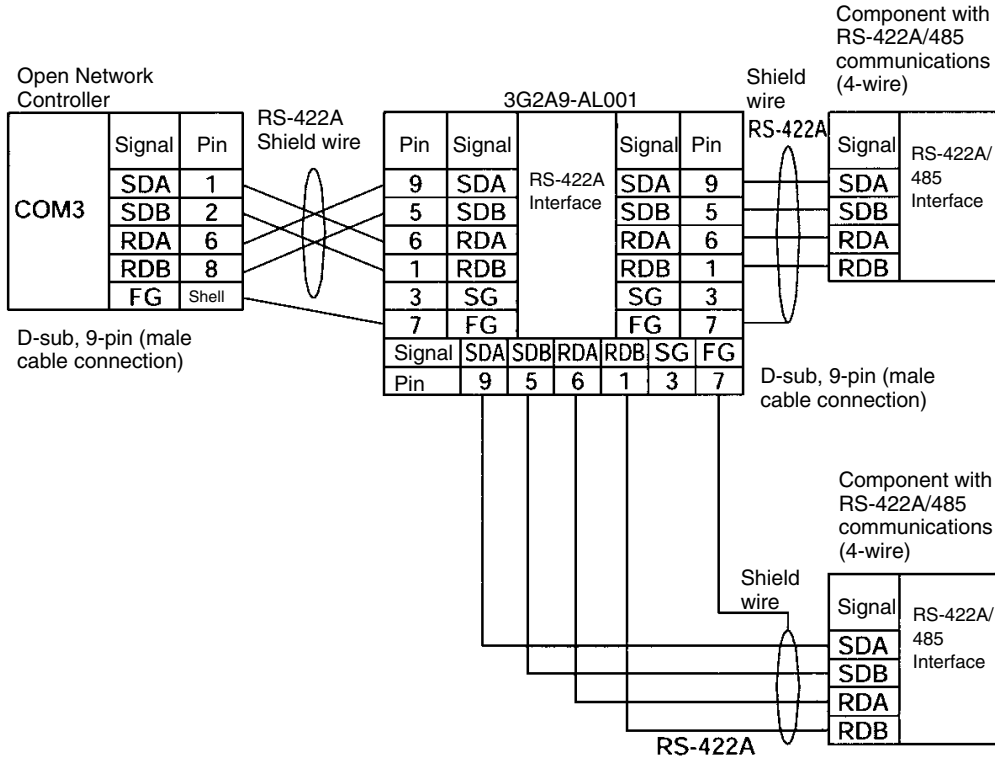 Component with
RS-422A/485
communications
(4-wire)
Open Network
Controller
RS-422A
Shield wire
3G2A9-AL001
Shield
wire
RS-422A
Signal Pin
COM3
SDA 1
SDB 2
RDA 6
RDB 8
FG Shell
Pin Signal
9 SDA
5 SDB
6 RDA
1 RDB
3 SG
7 FG
RS-422A
Interface
Signal Pin
SDA 9
SDB 5
RDA 6
RDB 1
SG 3
FG 7
Signal SDA SDB RDA RDB SG FG
Pin 9 5 6 1 3 7
Signal
SDA
SDB
RDA
RDB
RS-422A/
485
Interface
D-sub, 9-pin (male
cable connection)
D-sub, 9-pin (male
cable connection)
Component with
RS-422A/485
communications
(4-wire)
Shield
wire
Signal
SDA
SDB
RDA
RDB
RS-422A/
485
Interface
RS-422A